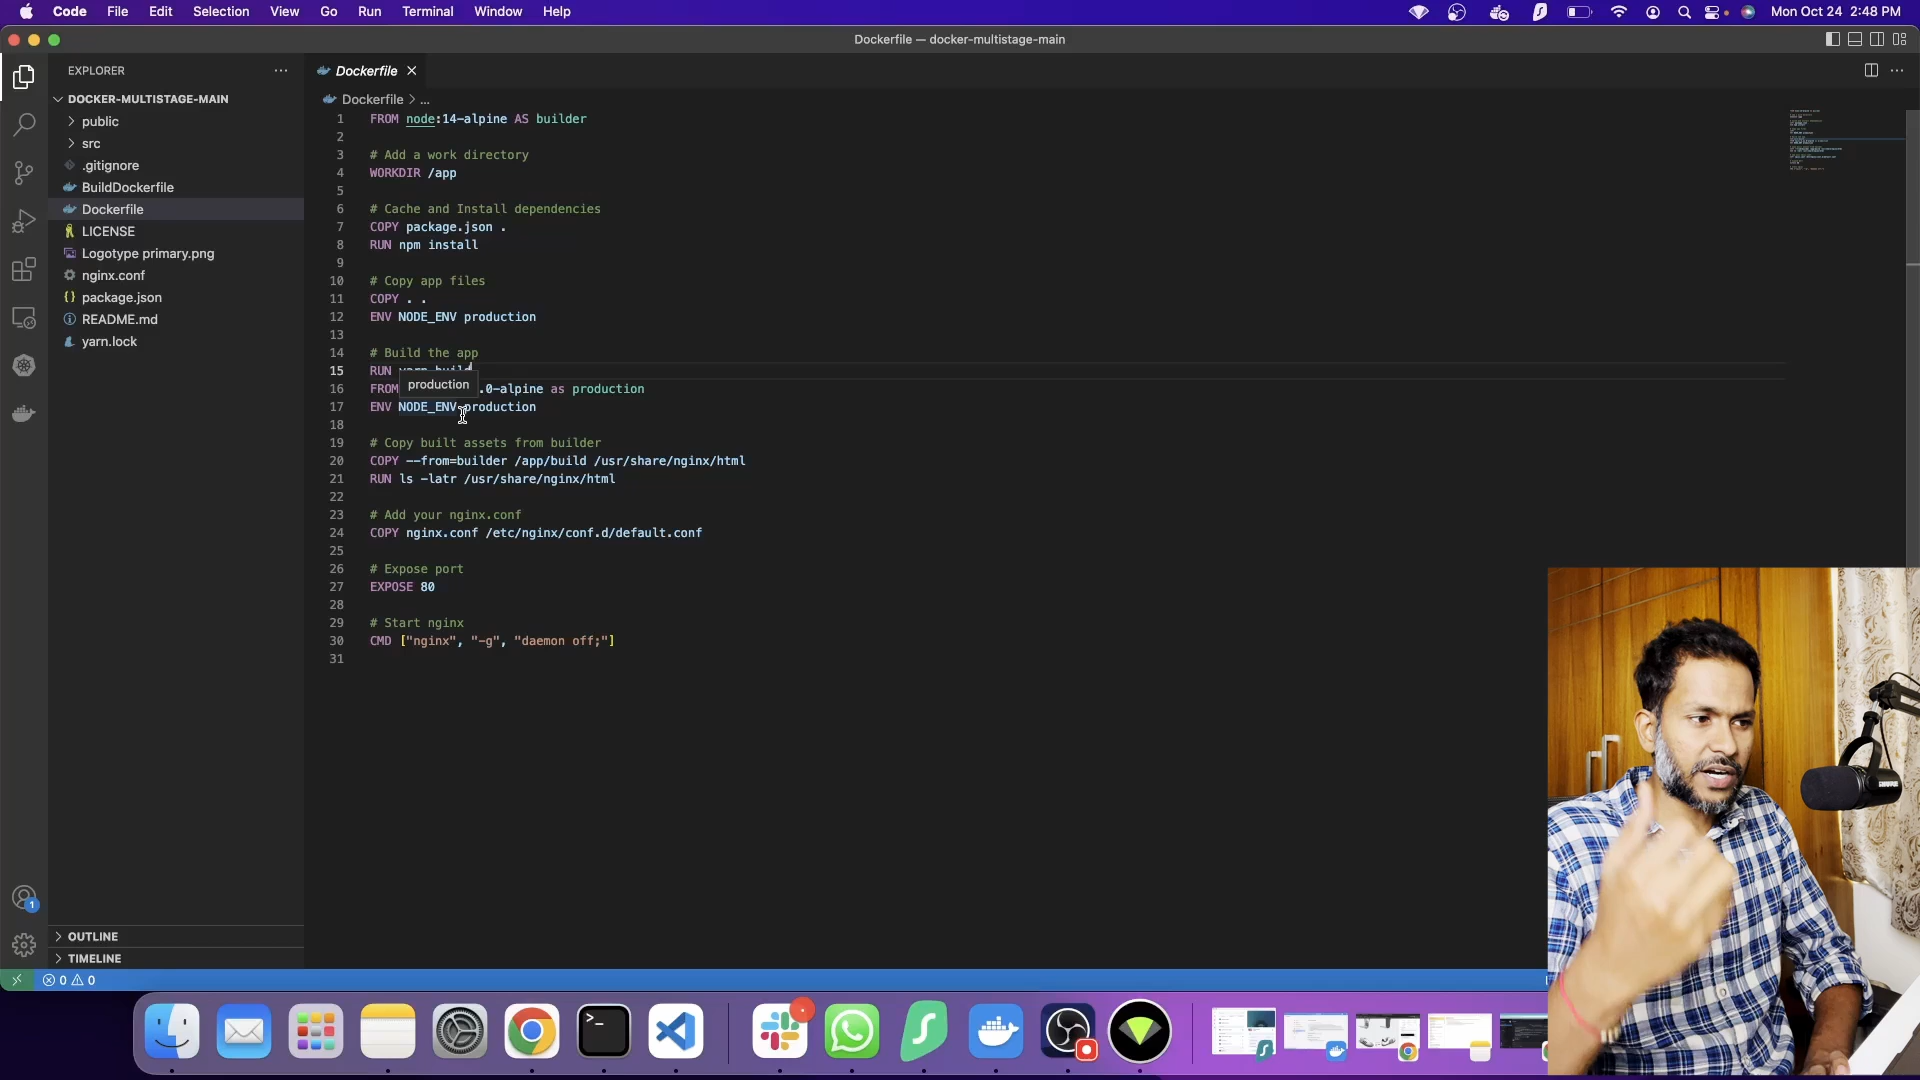 Code File Edit Selection View Go Run Terminal Window Help Mon Oct 24 2:48 PM
Dockerfile — docker-multistage-main
EXPLORER
DOCKER-MULTISTAGE-MAIN
public
src
.gitignore
BuildDockerfile
Dockerfile
LICENSE
Logotype primary.png
nginx.conf
package.json
README.md
yarn.lock
OUTLINE
TIMELINE
1
0 0
Dockerfile
Dockerfile > ...
1 FROM node:14-alpine AS builder
2
3 # Add a work directory
4 WORKDIR /app
5
6 # Cache and Install dependencies
7 COPY package.json .
8 RUN npm install
9
10 # Copy app files
11 COPY . .
12 ENV NODE_ENV production
13
14 # Build the app
15 RUN yarn build
production
16 FROM .0-alpine as production
17 ENV NODE_ENV production
18
19 # Copy built assets from builder
20 COPY --from=builder /app/build /usr/share/nginx/html
21 RUN ls -latr /usr/share/nginx/html
22
23 # Add your nginx.conf
24 COPY nginx.conf /etc/nginx/conf.d/default.conf
25
26 # Expose port
27 EXPOSE 80
28
29 # Start nginx
30 CMD ["nginx", "-g", "daemon off;"]
31